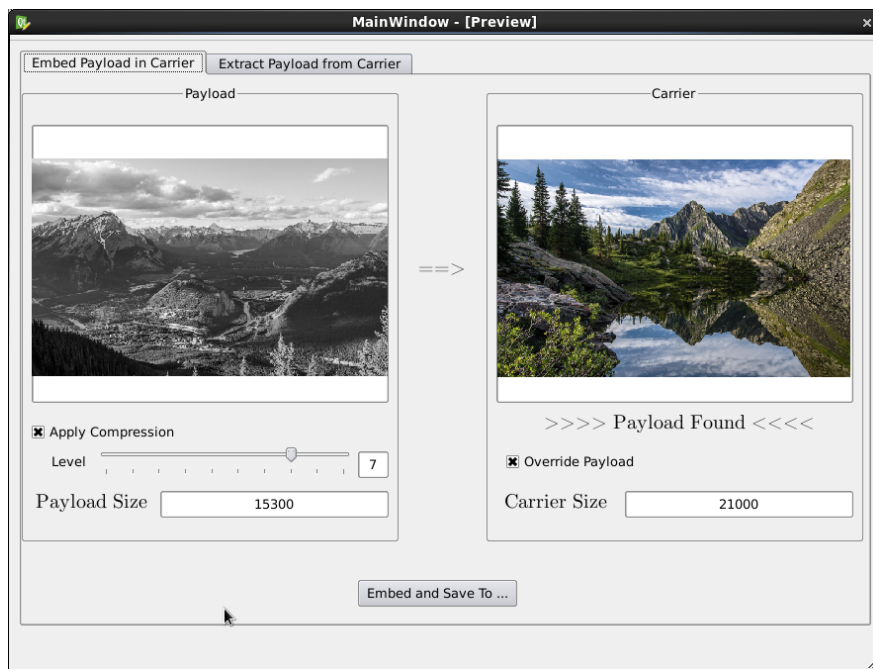 MainWindow - [Preview]
Embed Payload in Carrier
Extract Payload from Carrier
Payload
Carrier
==>
>>>> Payload Found <<<<
Apply Compression
Level
7
Override Payload
Payload Size
15300
Carrier Size
21000
Embed and Save To ...